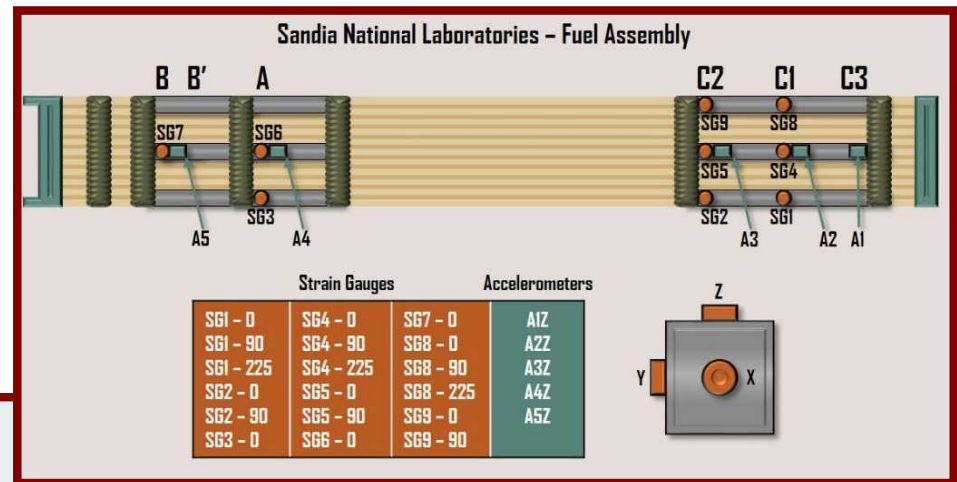 Sandia National Laboratories – Fuel Assembly
B B' A C2 C1 C3
SG9 SG8
SG7 SG6
SG5 SG4
SG3 SG2 SG1
A5 A4 A3 A2 A1
Strain Gauges Accelerometers
SG1 – 0 SG4 – 0 SG7 – 0 A1Z
SG1 – 90 SG4 – 90 SG8 – 0 A2Z
SG1 – 225 SG4 – 225 SG8 – 90 A3Z
SG2 – 0 SG5 – 0 SG8 – 225 A4Z
SG2 – 90 SG5 – 90 SG9 – 0 A5Z
SG3 – 0 SG6 – 0 SG9 – 90
Z
Y X